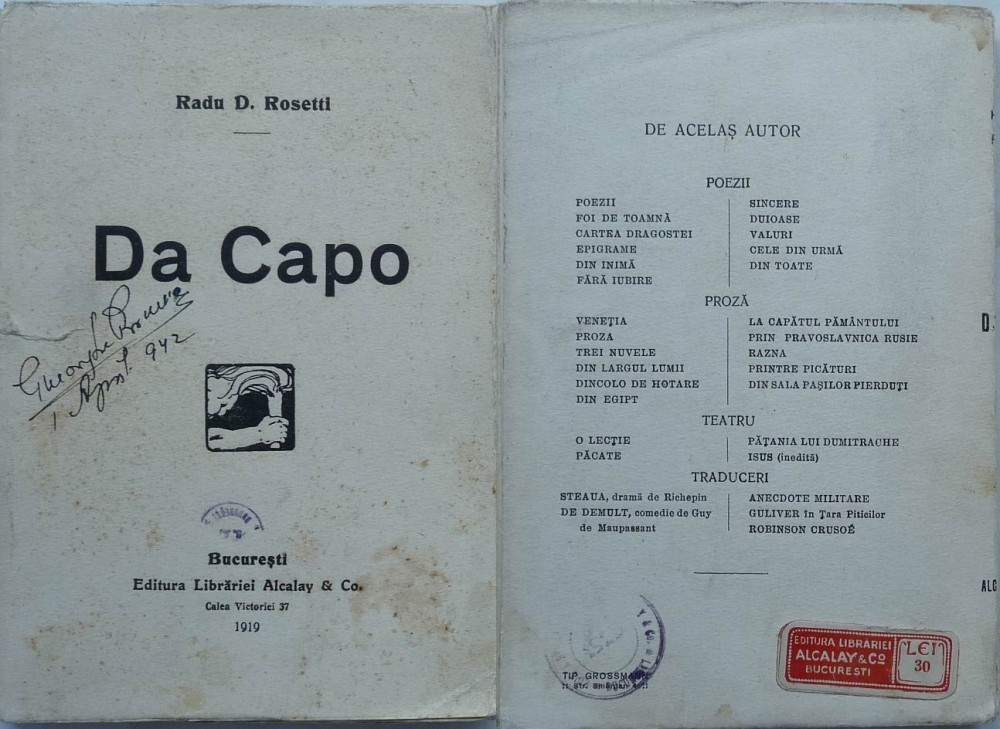 Radu D. Rosetti
Da Capo
Gheorghe
April. 942
Bucureşti
Editura Librăriei Alcalay & Co.
Calea Victoriei 37
1919
DE ACELAŞ AUTOR
POEZII
POEZII
FOI DE TOAMNĂ
CARTEA DRAGOSTEI
EPIGRAME
DIN INIMĂ
FĂRĂ IUBIRE
SINCERE
DUIOASE
VALURI
CELE DIN URMĂ
DIN TOATE
PROZĂ
VENEŢIA
PROZA
TREI NUVELE
DIN LARGUL LUMII
DINCOLO DE HOTARE
DIN EGIPT
LA CAPĂTUL PĂMÂNTULUI
PRIN PRAVOSLAVNICA RUSIE
RAZNA
PRINTRE PICĂTURI
DIN SALA PAŞILOR PIERDUŢI
TEATRU
O LECŢIE
PĂCATE
PĂŢANIA LUI DUMITRACHE
ISUS (inedită)
TRADUCERI
STEAUA, dramă de Richepin
DE DEMULT, comedie de Guy
de Maupassant
ANECDOTE MILITARE
GULIVER în Ţara Piticilor
ROBINSON CRUSOÉ
TIP. GROSSMANN
EDITURA LIBRARIEI
ALCALAY & Co
BUCUREŞTI
LEI
30
D
ALC